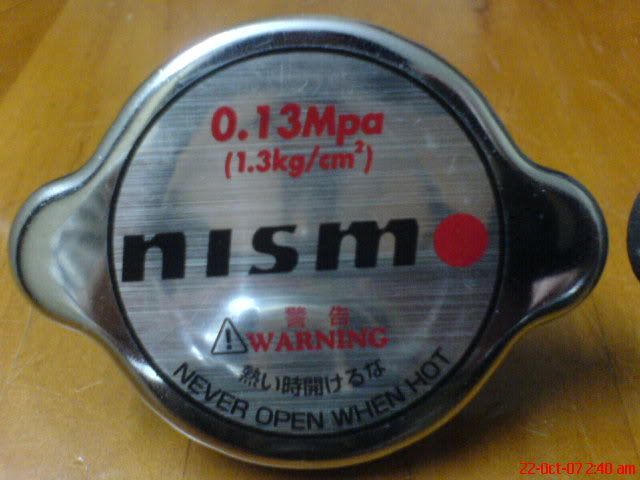 0.13Mpa
(1.3kg/cm²)
nismo
警告
⚠WARNING
熱い時開けるな
NEVER OPEN WHEN HOT
22-Oct-07 2:40 am